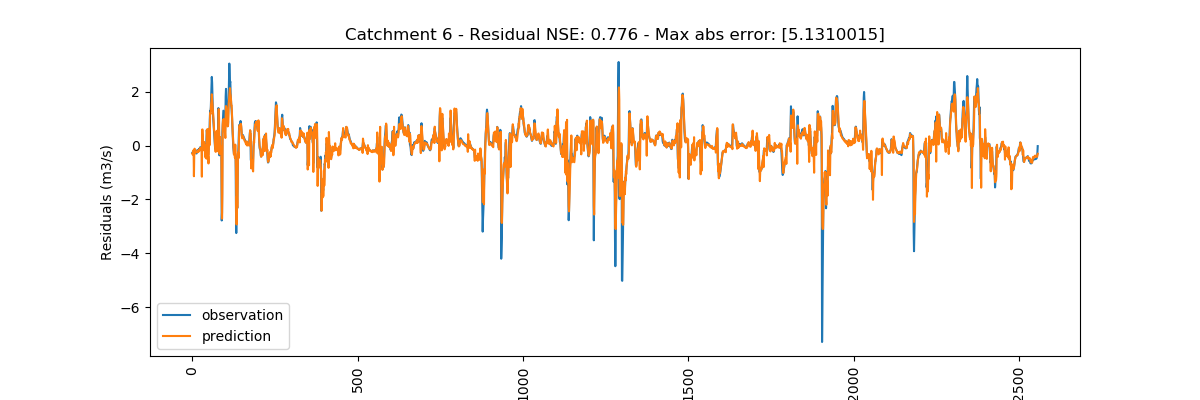 Catchment 6 - Residual NSE: 0.776 - Max abs error: [5.1310015]
Residuals (m3/s)
2
0
−2
−4
−6
observation
prediction
0
500
1000
1500
2000
2500